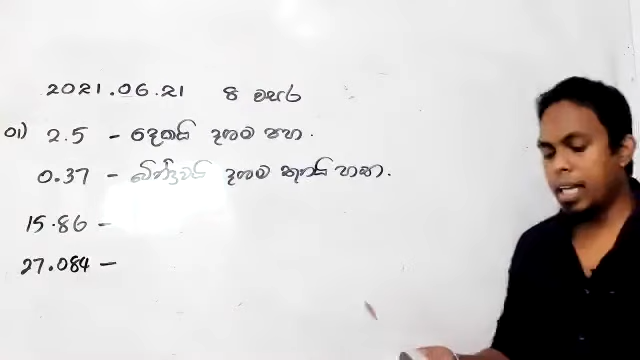 2021.06.21 8 වසර
01) 2.5 - දෙකයි දශම පහ.
0.37 - බින්දුවයි දශම තුනයි හත.
15.86 -
27.084 -